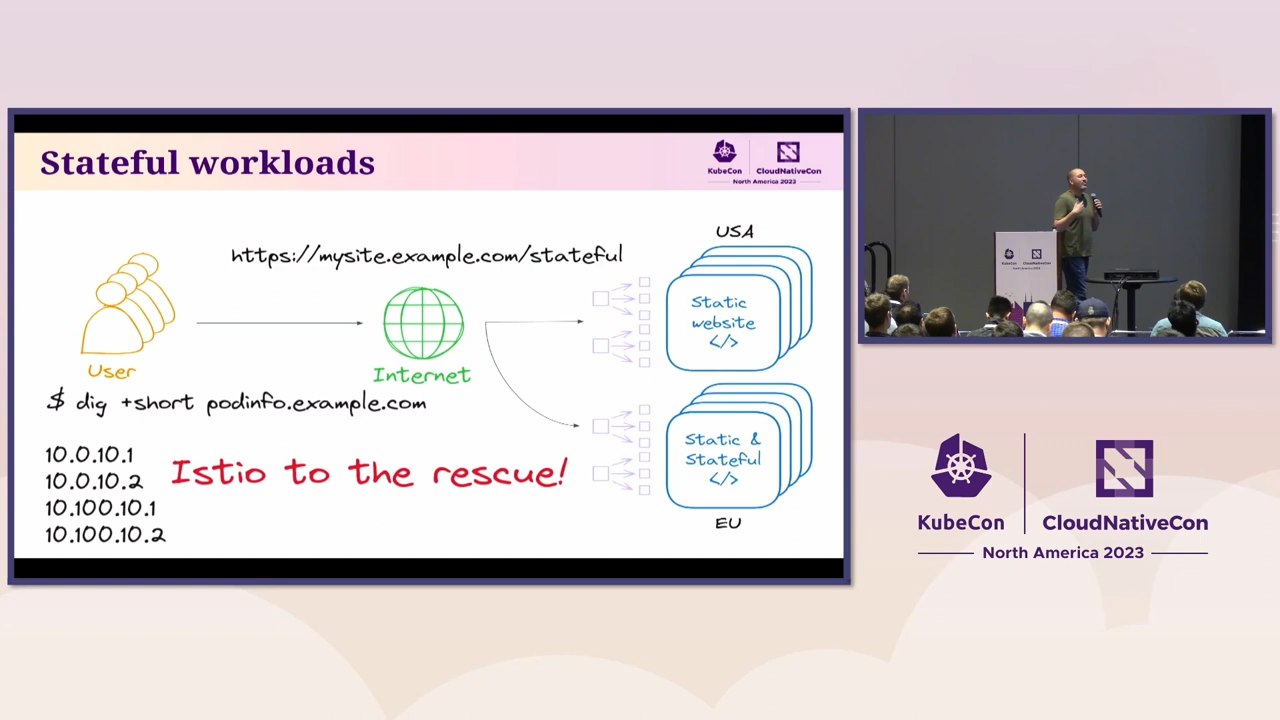 Stateful workloads
KubeCon
CloudNativeCon
North America 2023
https://mysite.example.com/stateful
USA
Static
website
</>
User
Internet
$ dig +short podinfo.example.com
10.0.10.1
10.0.10.2
10.100.10.1
10.100.10.2
Istio to the rescue!
Static &
Stateful
</>
EU
KubeCon
CloudNativeCon
KubeCon
CloudNativeCon
North America 2023